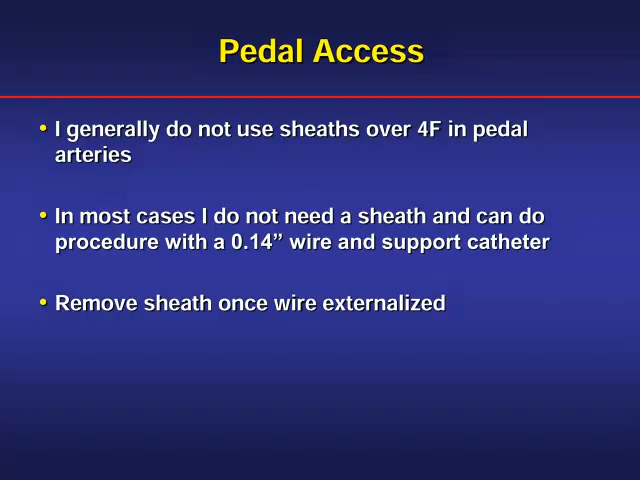 Pedal Access
• I generally do not use sheaths over 4F in pedal
arteries
• In most cases I do not need a sheath and can do
procedure with a 0.14” wire and support catheter
• Remove sheath once wire externalized